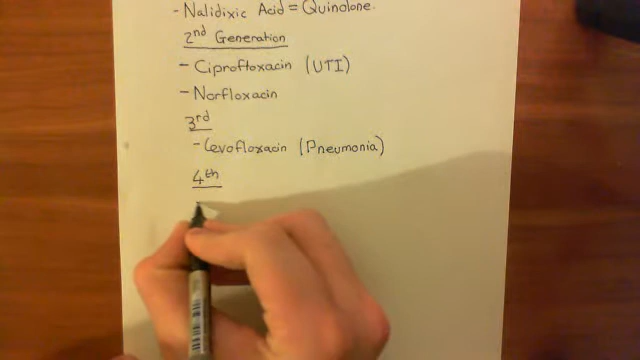 - Nalidixic Acid = Quinolone.
2nd Generation
- Ciprofloxacin (UTI)
- Norfloxacin
3rd
- Levofloxacin (Pneumonia)
4th